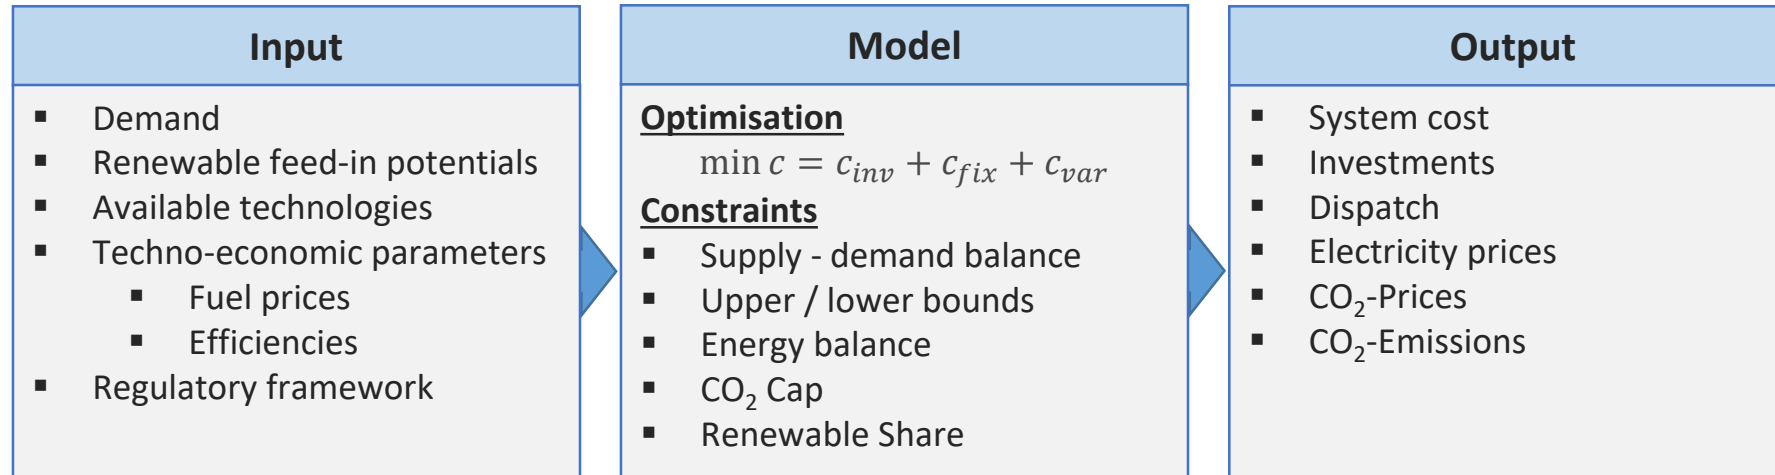 Input
▪ Demand
▪ Renewable feed-in potentials
▪ Available technologies
▪ Techno-economic parameters
▪ Fuel prices
▪ Efficiencies
▪ Regulatory framework
Model
Optimisation
min c = c_inv + c_fix + c_var
Constraints
▪ Supply - demand balance
▪ Upper / lower bounds
▪ Energy balance
▪ CO₂ Cap
▪ Renewable Share
Output
▪ System cost
▪ Investments
▪ Dispatch
▪ Electricity prices
▪ CO₂-Prices
▪ CO₂-Emissions